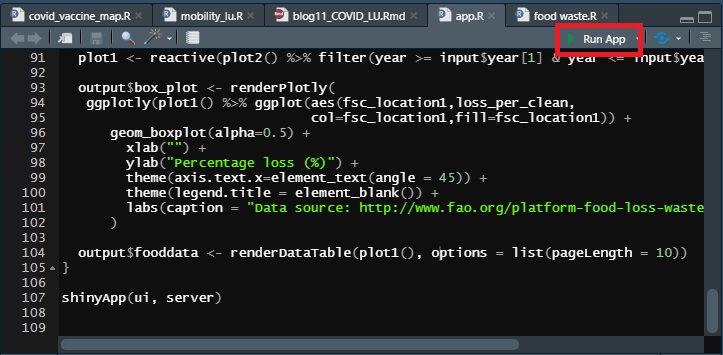 covid_vaccine_map.R mobility_lu.R blog11_COVID_LU.Rmd app.R food waste.R
Run App
91 plot1 <- reactive(plot2() %>% filter(year >= input$year[1] & year <= input$yea
92
93 output$box_plot <- renderPlotly(
94 ggplotly(plot1() %>% ggplot(aes(fsc_location1,loss_per_clean,
95 col=fsc_location1,fill=fsc_location1)) +
96 geom_boxplot(alpha=0.5) +
97 xlab("") +
98 ylab("Percentage loss (%)") +
99 theme(axis.text.x=element_text(angle = 45)) +
100 theme(legend.title = element_blank()) +
101 labs(caption = "Data source: http://www.fao.org/platform-food-loss-waste
102 )
103
104 output$fooddata <- renderDataTable(plot1(), options = list(pageLength = 10))
105 }
106
107 shinyApp(ui, server)
108
109